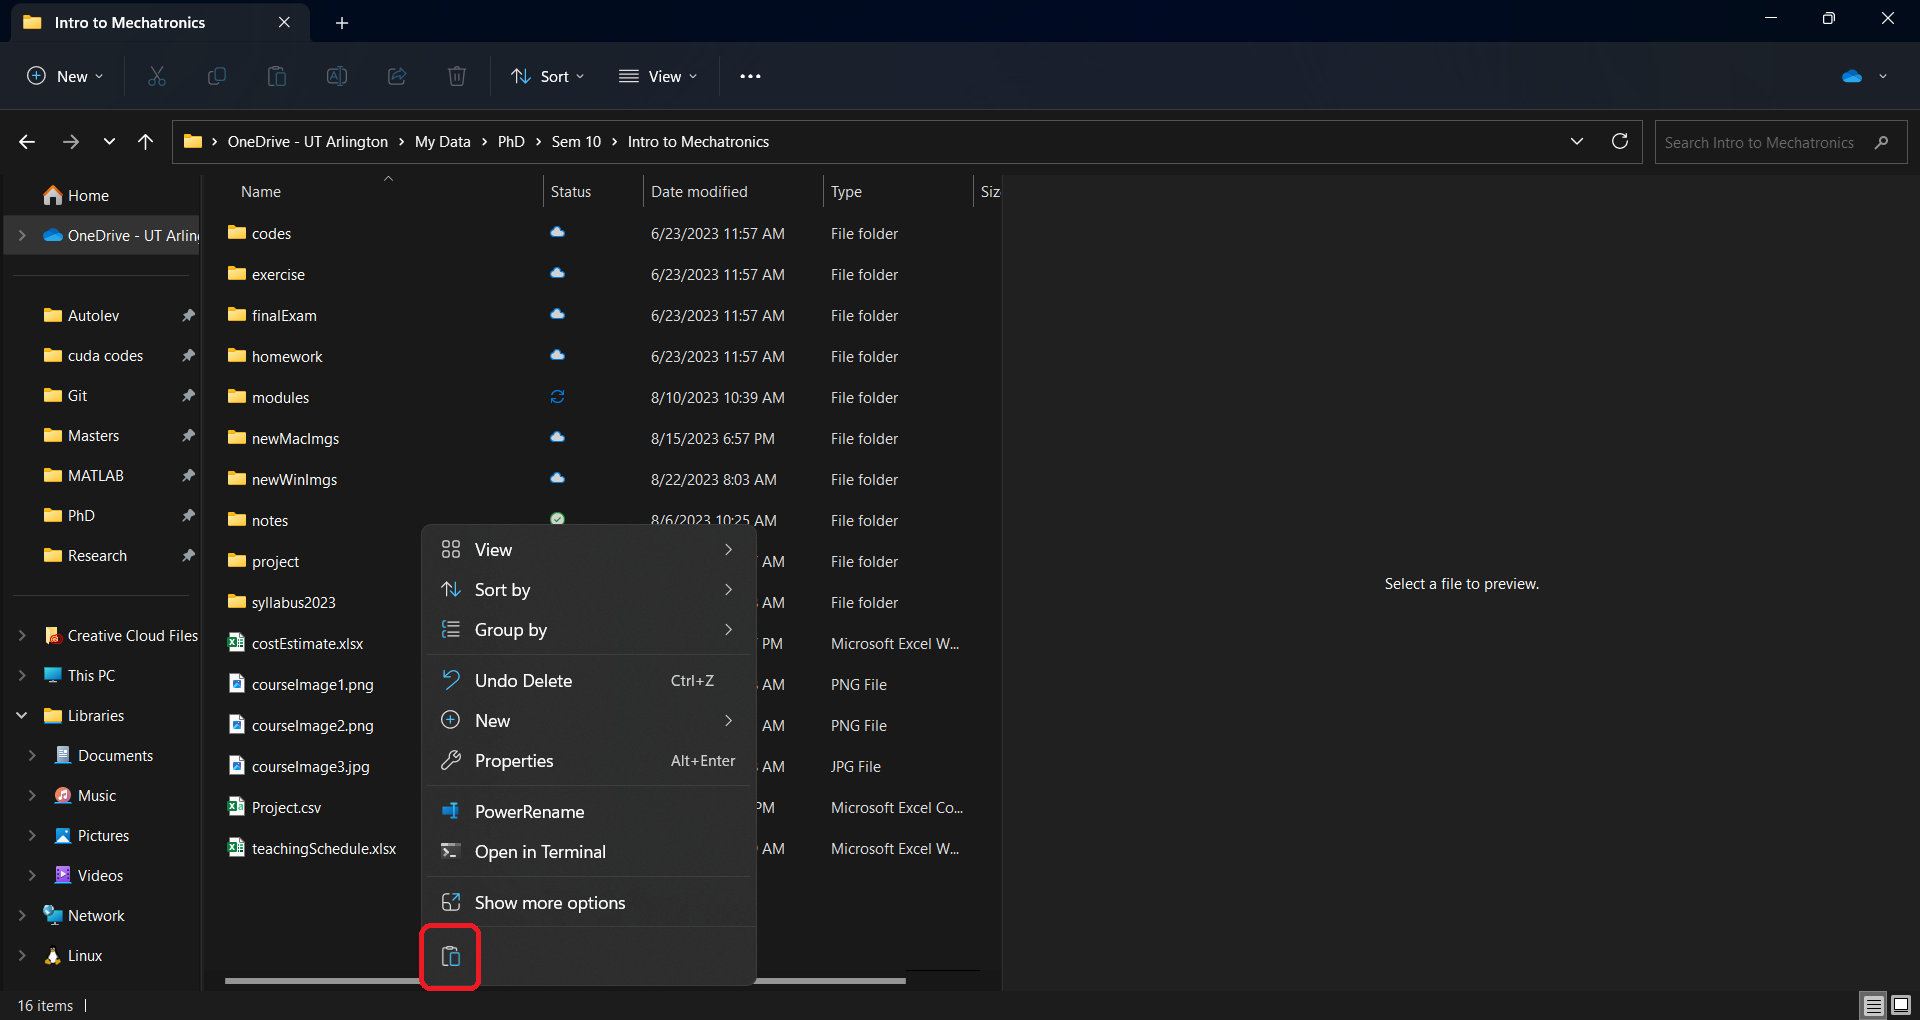 Intro to Mechatronics
New
Sort
View
OneDrive - UT Arlington > My Data > PhD > Sem 10 > Intro to Mechatronics
Search Intro to Mechatronics
Home
OneDrive - UT Arling
Autolev
cuda codes
Git
Masters
MATLAB
PhD
Research
Creative Cloud Files
This PC
Libraries
Documents
Music
Pictures
Videos
Network
Linux
Name Status Date modified Type Siz
codes 6/23/2023 11:57 AM File folder
exercise 6/23/2023 11:57 AM File folder
finalExam 6/23/2023 11:57 AM File folder
homework 6/23/2023 11:57 AM File folder
modules 8/10/2023 10:39 AM File folder
newMacImgs 8/15/2023 6:57 PM File folder
newWinImgs 8/22/2023 8:03 AM File folder
notes 8/6/2023 10:25 AM File folder
project AM File folder
syllabus2023 AM File folder
costEstimate.xlsx PM Microsoft Excel W...
courseImage1.png AM PNG File
courseImage2.png AM PNG File
courseImage3.jpg AM JPG File
Project.csv PM Microsoft Excel Co...
teachingSchedule.xlsx AM Microsoft Excel W...
View
Sort by
Group by
Undo Delete Ctrl+Z
New
Properties Alt+Enter
PowerRename
Open in Terminal
Show more options
Select a file to preview.
16 items